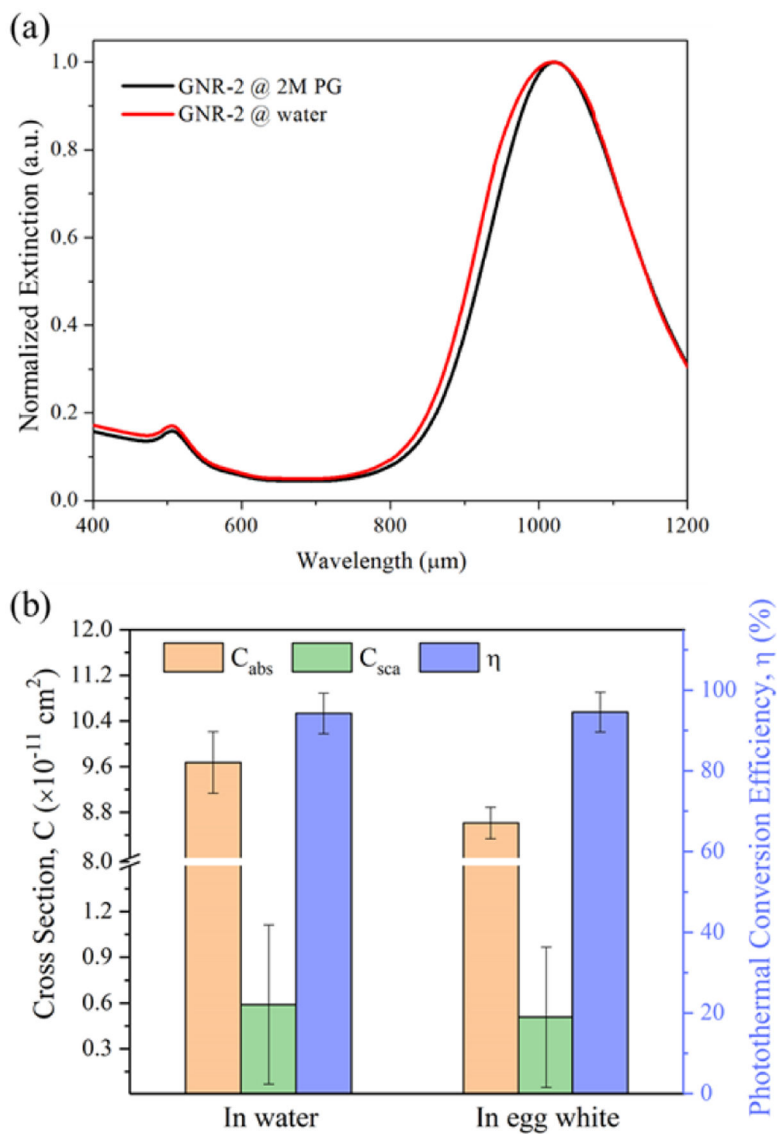 (a)
GNR-2 @ 2M PG
GNR-2 @ water
Normalized Extinction (a.u.)
1.0
0.8
0.6
0.4
0.2
0.0
400
600
800
1000
1200
Wavelength (μm)
(b)
C_abs
C_sca
η
Cross Section, C (×10⁻¹¹ cm²)
12.0
11.2
10.4
9.6
8.8
8.0
1.2
0.9
0.6
0.3
100
80
60
40
20
0
Photothermal Conversion Efficiency, η (%)
In water
In egg white